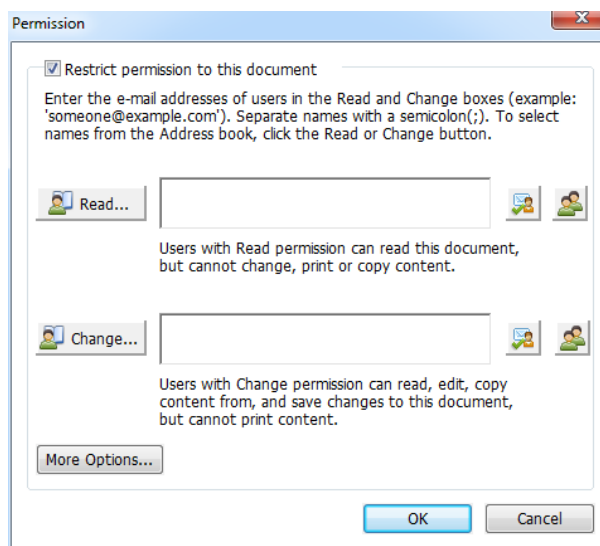 Permission
Restrict permission to this document
Enter the e-mail addresses of users in the Read and Change boxes (example:
'someone@example.com'). Separate names with a semicolon(;). To select
names from the Address book, click the Read or Change button.
Read...
Users with Read permission can read this document,
but cannot change, print or copy content.
Change...
Users with Change permission can read, edit, copy
content from, and save changes to this document,
but cannot print content.
More Options...
OK Cancel